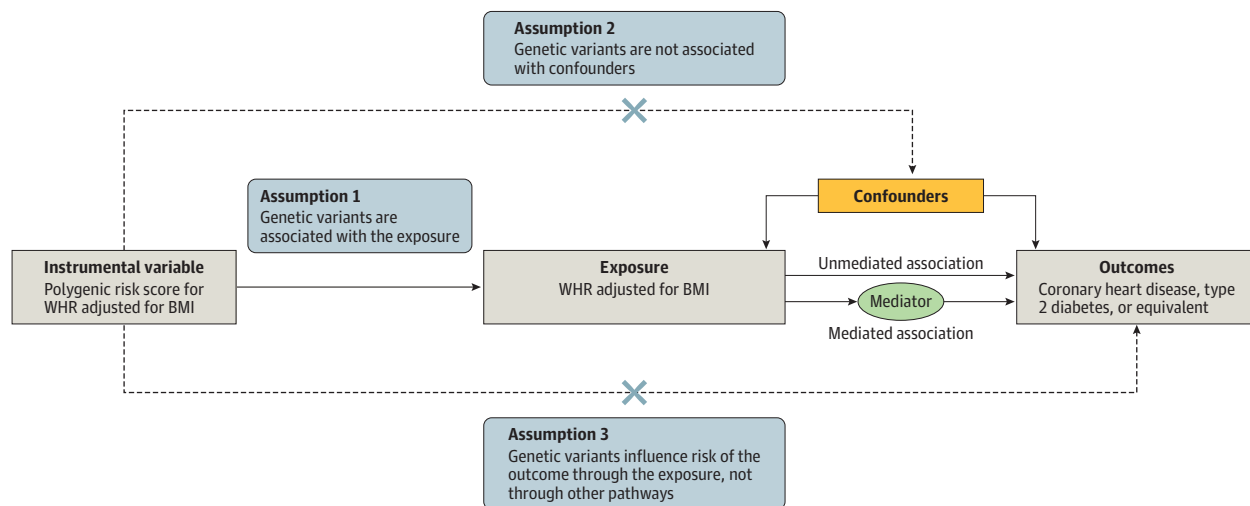 Assumption 2
Genetic variants are not associated
with confounders
Assumption 1
Genetic variants are
associated with the exposure
Confounders
Instrumental variable
Polygenic risk score for
WHR adjusted for BMI
Exposure
WHR adjusted for BMI
Unmediated association
Mediator
Mediated association
Outcomes
Coronary heart disease, type
2 diabetes, or equivalent
Assumption 3
Genetic variants influence risk of the
outcome through the exposure, not
through other pathways